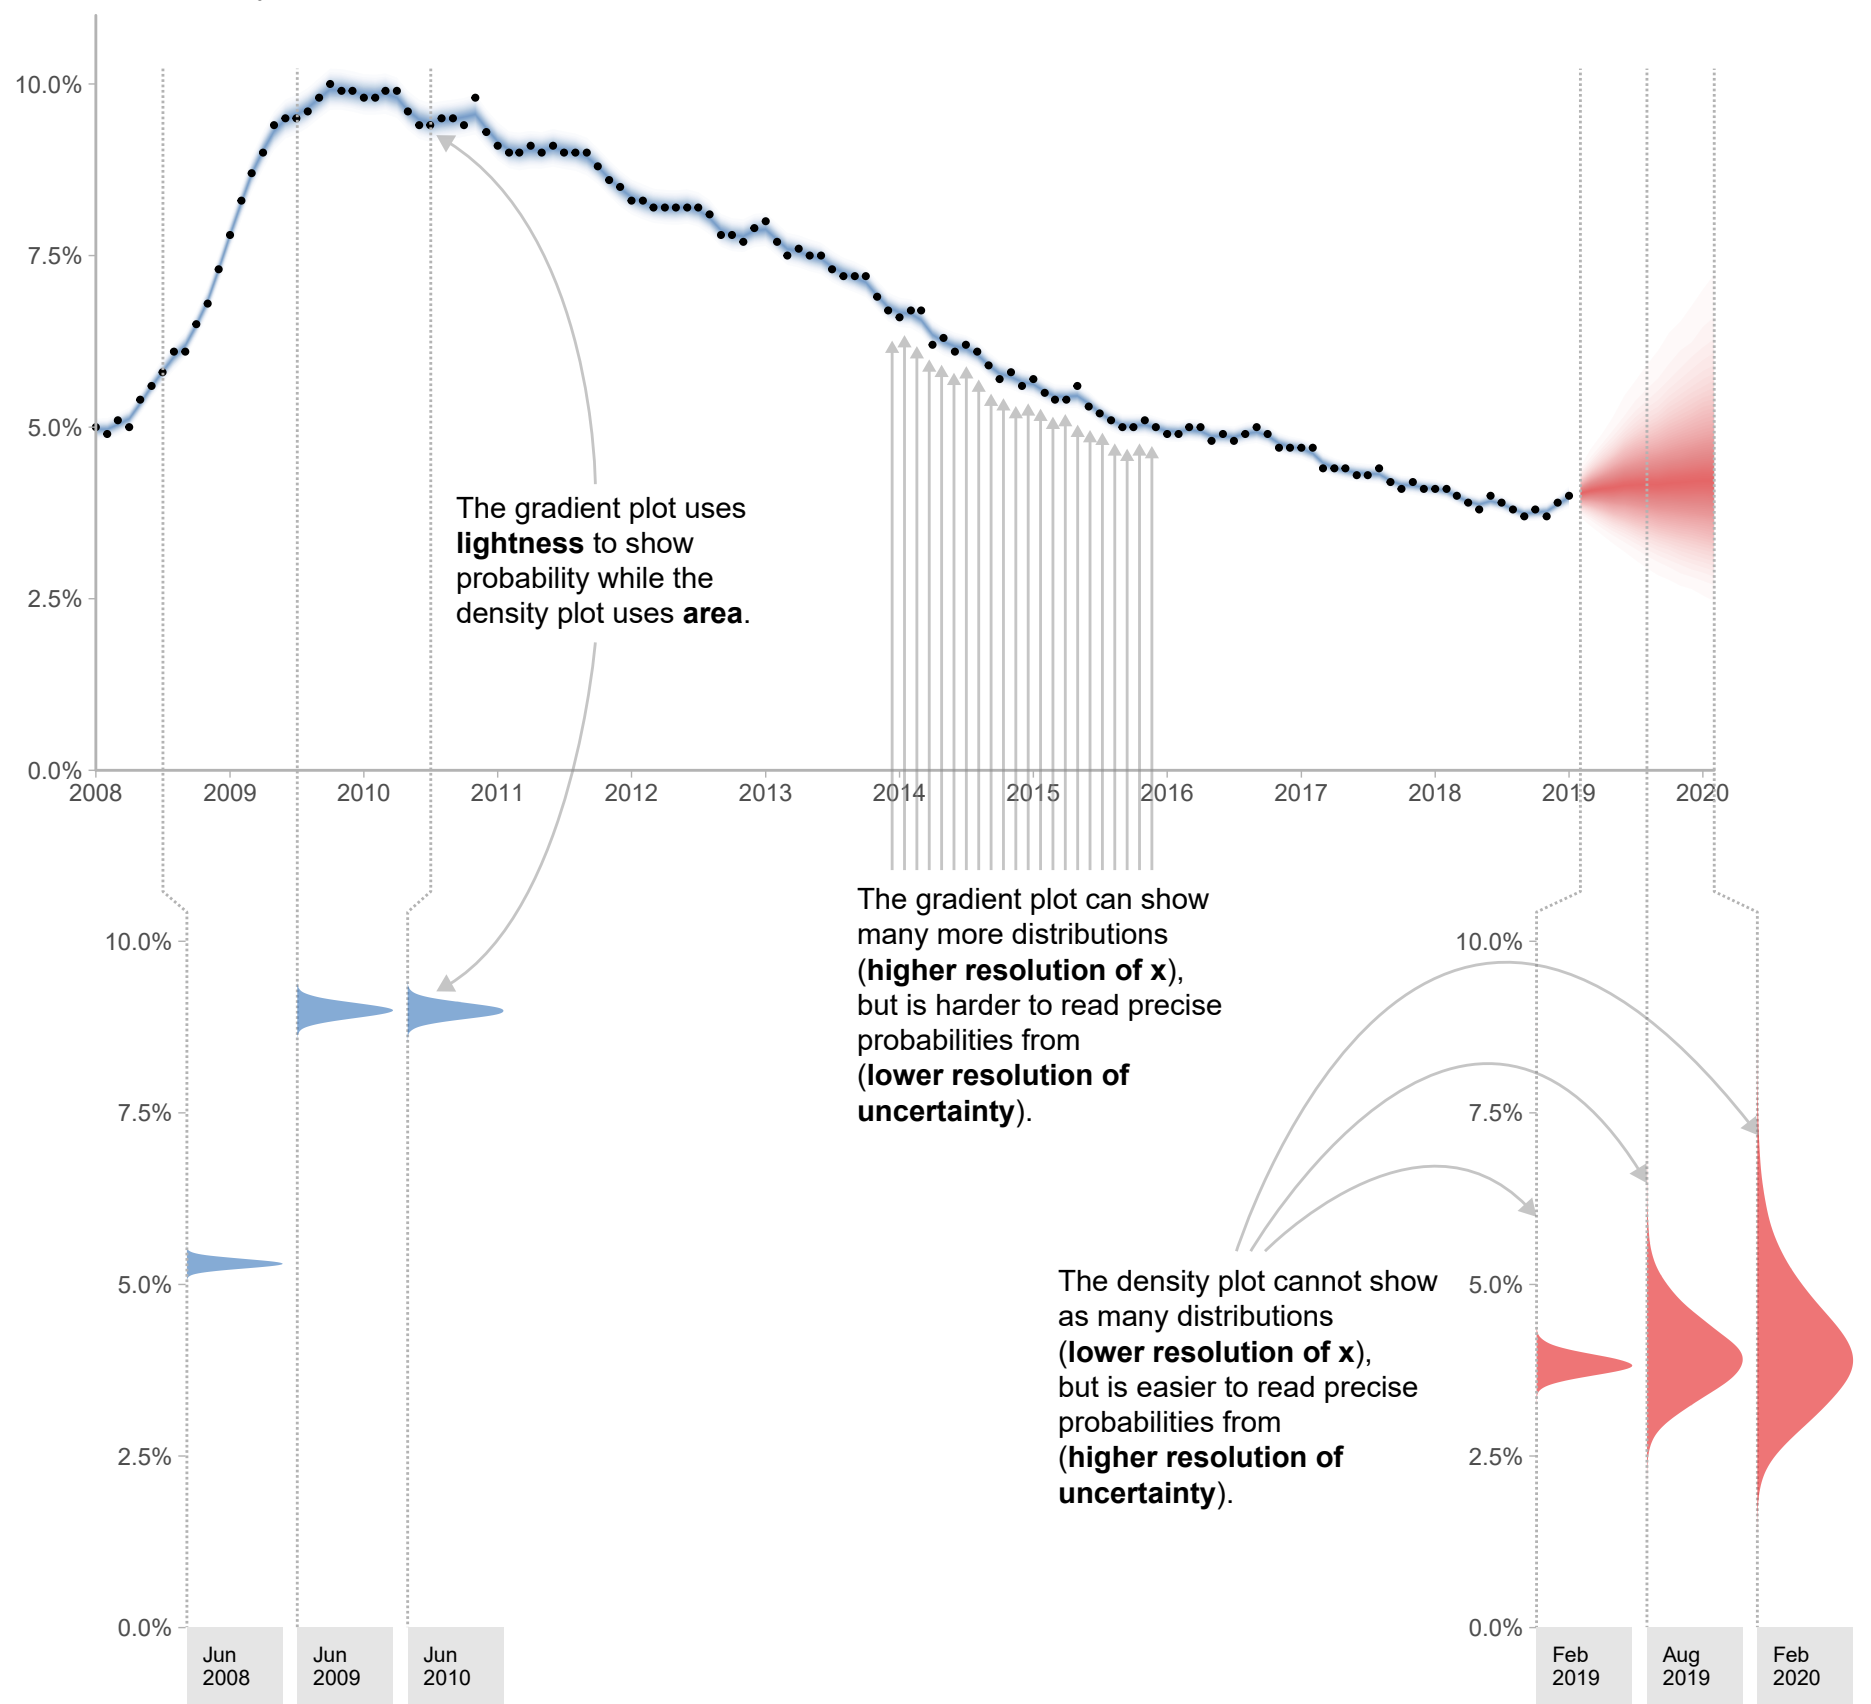 10.0%
7.5%
5.0%
2.5%
0.0%
2008
2009
2010
2011
2012
2013
2014
2015
2016
2017
2018
2019
2020
The gradient plot uses
lightness to show
probability while the
density plot uses area.
The gradient plot can show
many more distributions
(higher resolution of x),
but is harder to read precise
probabilities from
(lower resolution of
uncertainty).
10.0%
7.5%
5.0%
2.5%
0.0%
Jun
2008
Jun
2009
Jun
2010
The density plot cannot show
as many distributions
(lower resolution of x),
but is easier to read precise
probabilities from
(higher resolution of
uncertainty).
10.0%
7.5%
5.0%
2.5%
0.0%
Feb
2019
Aug
2019
Feb
2020